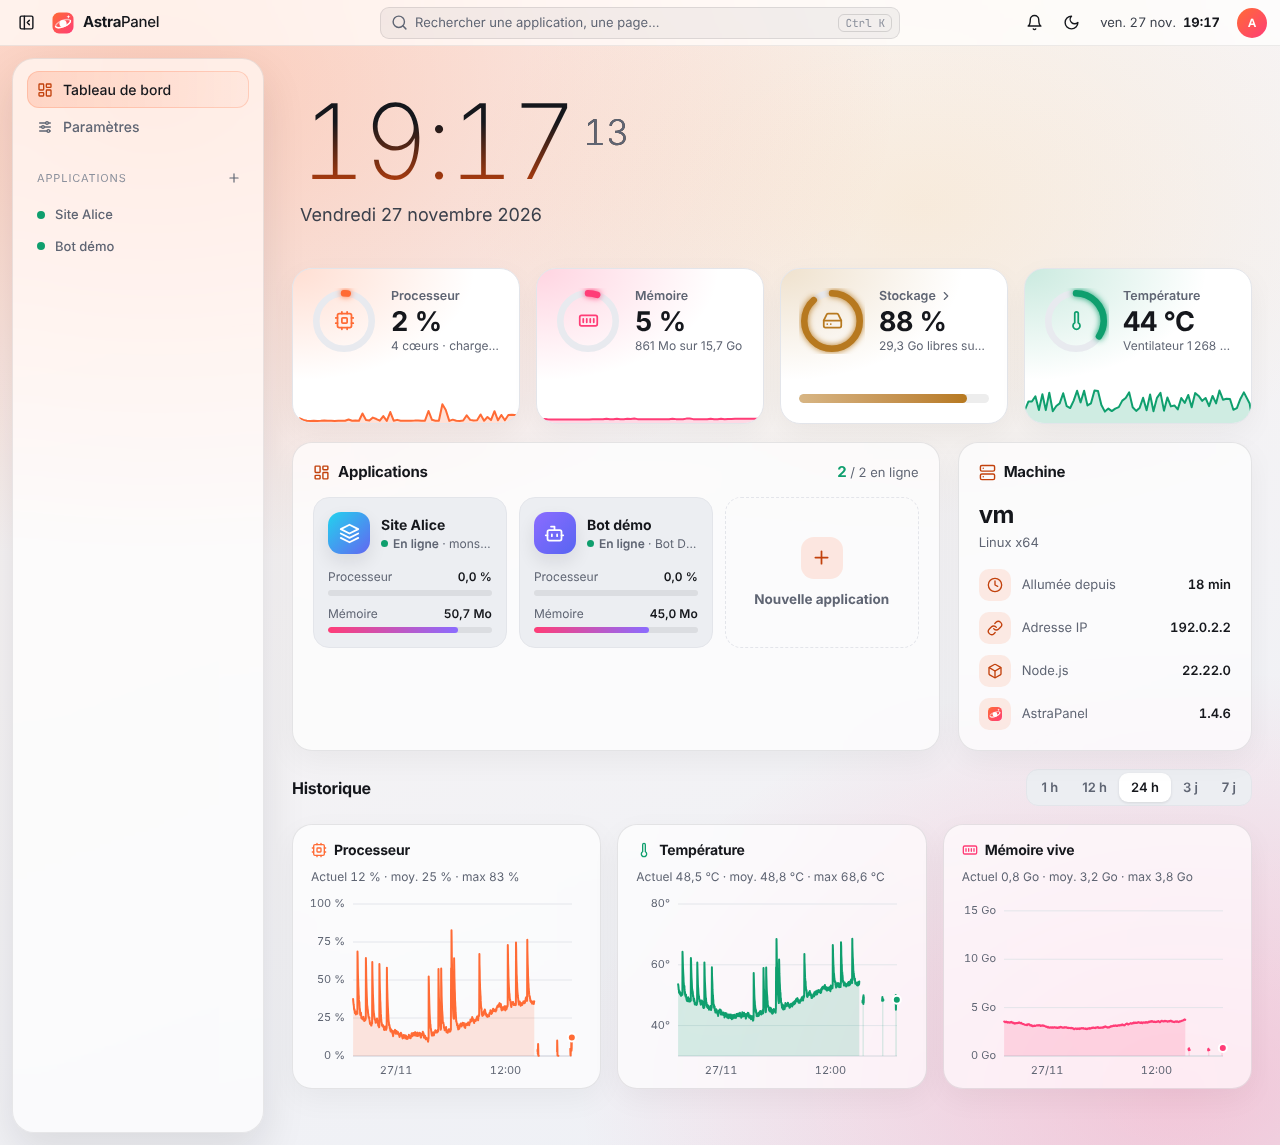 AstraPanel
Rechercher une application, une page...
Ctrl K
ven. 27 nov. 19:17
A
Tableau de bord
Paramètres
APPLICATIONS
Site Alice
Bot démo
19:17 13
Vendredi 27 novembre 2026
Processeur
2 %
4 cœurs · charge...
Mémoire
5 %
861 Mo sur 15,7 Go
Stockage
88 %
29,3 Go libres su...
Température
44 °C
Ventilateur 1 268 ...
Applications
2 / 2 en ligne
Site Alice
En ligne · mons...
Processeur 0,0 %
Mémoire 50,7 Mo
Bot démo
En ligne · Bot D...
Processeur 0,0 %
Mémoire 45,0 Mo
Nouvelle application
Machine
vm
Linux x64
Allumée depuis 18 min
Adresse IP 192.0.2.2
Node.js 22.22.0
AstraPanel 1.4.6
Historique
1 h 12 h 24 h 3 j 7 j
Processeur
Actuel 12 % · moy. 25 % · max 83 %
100 %
75 %
50 %
25 %
0 %
27/11 12:00
Température
Actuel 48,5 °C · moy. 48,8 °C · max 68,6 °C
80°
60°
40°
27/11 12:00
Mémoire vive
Actuel 0,8 Go · moy. 3,2 Go · max 3,8 Go
15 Go
10 Go
5 Go
0 Go
27/11 12:00